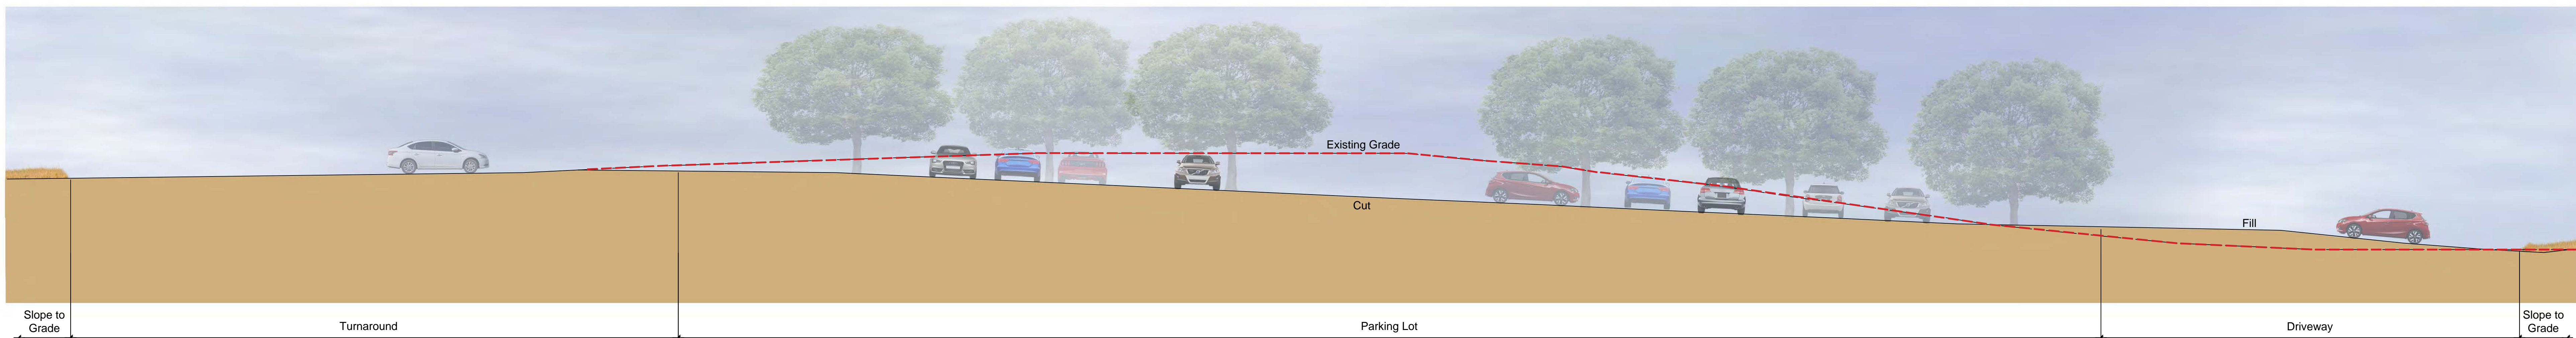 Existing Grade
Cut
Fill
Slope to
Grade
Turnaround
Parking Lot
Driveway
Slope to
Grade